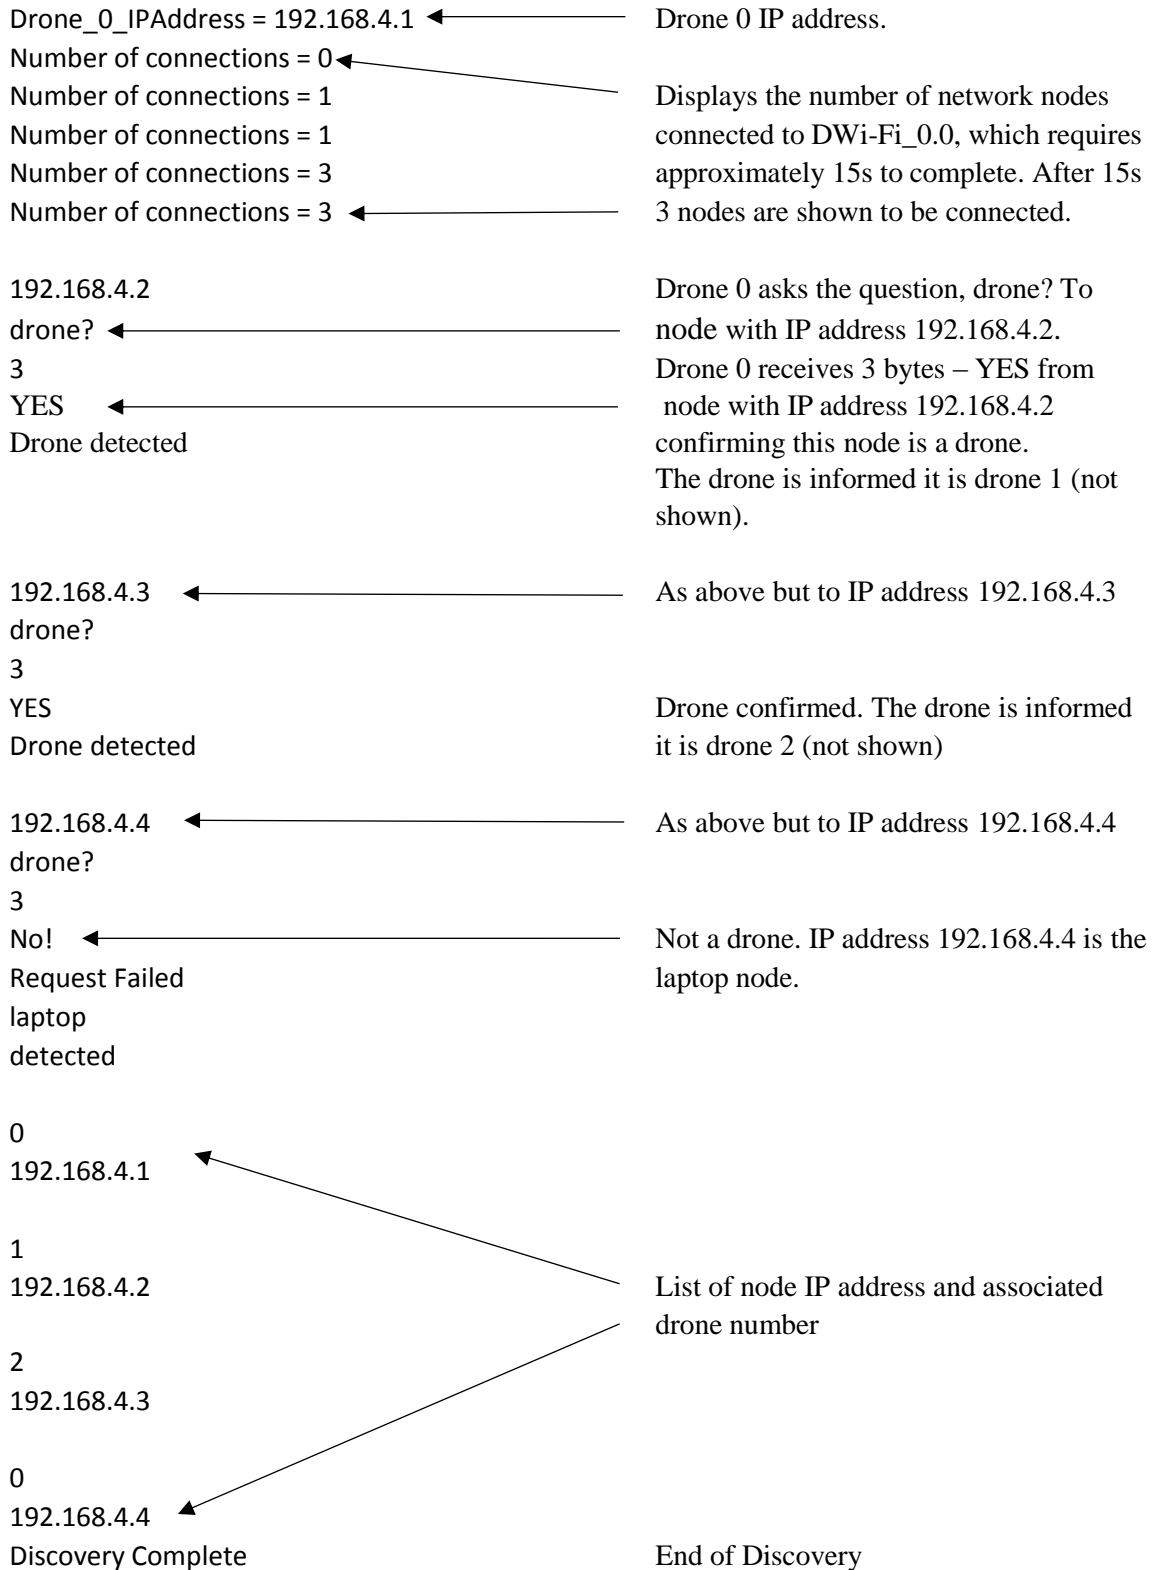 Drone_0_IPAddress = 192.168.4.1
Drone 0 IP address.
Number of connections = 0
Number of connections = 1
Number of connections = 1
Number of connections = 3
Number of connections = 3
Displays the number of network nodes
connected to DWi-Fi_0.0, which requires
approximately 15s to complete. After 15s
3 nodes are shown to be connected.
192.168.4.2
drone?
3
YES
Drone detected
Drone 0 asks the question, drone? To
node with IP address 192.168.4.2.
Drone 0 receives 3 bytes – YES from
node with IP address 192.168.4.2
confirming this node is a drone.
The drone is informed it is drone 1 (not
shown).
192.168.4.3
drone?
3
YES
Drone detected
As above but to IP address 192.168.4.3
Drone confirmed. The drone is informed
it is drone 2 (not shown)
192.168.4.4
drone?
3
No!
Request Failed
laptop
detected
As above but to IP address 192.168.4.4
Not a drone. IP address 192.168.4.4 is the
laptop node.
0
192.168.4.1
1
192.168.4.2
2
192.168.4.3
0
192.168.4.4
List of node IP address and associated
drone number
Discovery Complete
End of Discovery